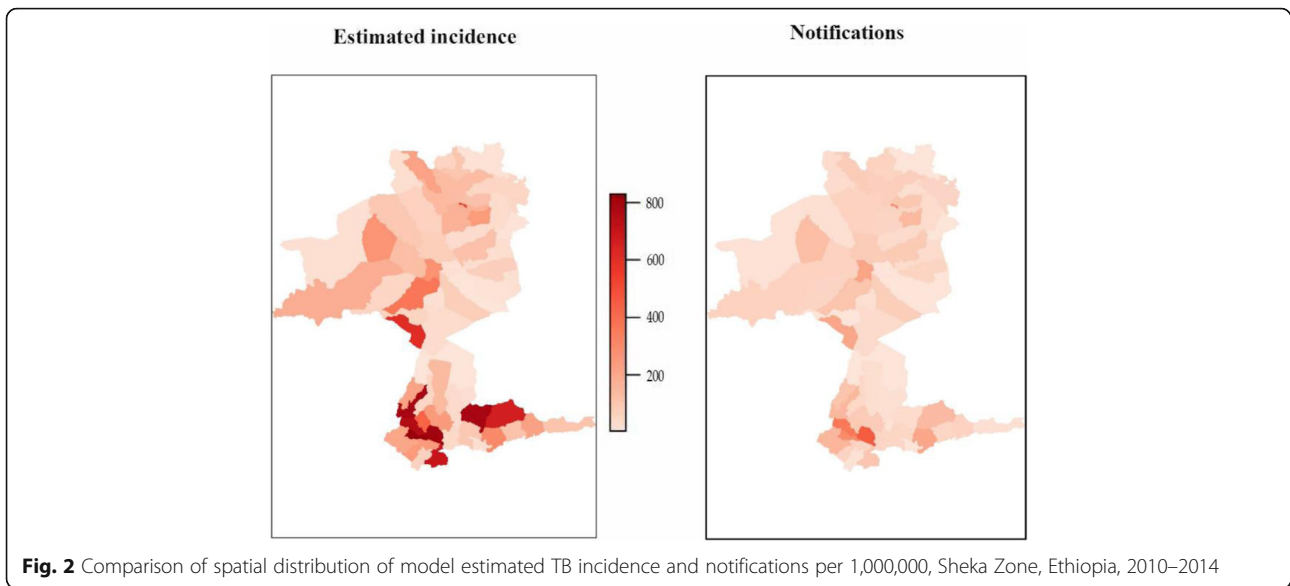 Estimated incidence
Notifications
800
600
400
200
Fig. 2 Comparison of spatial distribution of model estimated TB incidence and notifications per 1,000,000, Sheka Zone, Ethiopia, 2010–2014